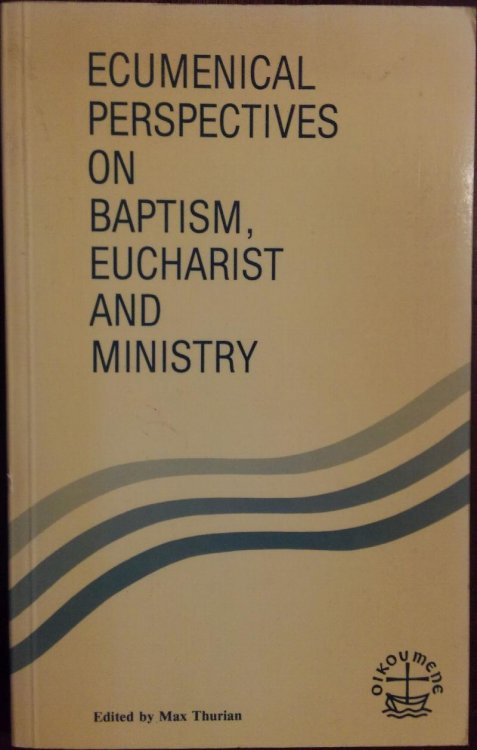 ECUMENICAL
PERSPECTIVES
ON
BAPTISM,
EUCHARIST
AND
MINISTRY
OIKOUMENE
Edited by Max Thurian